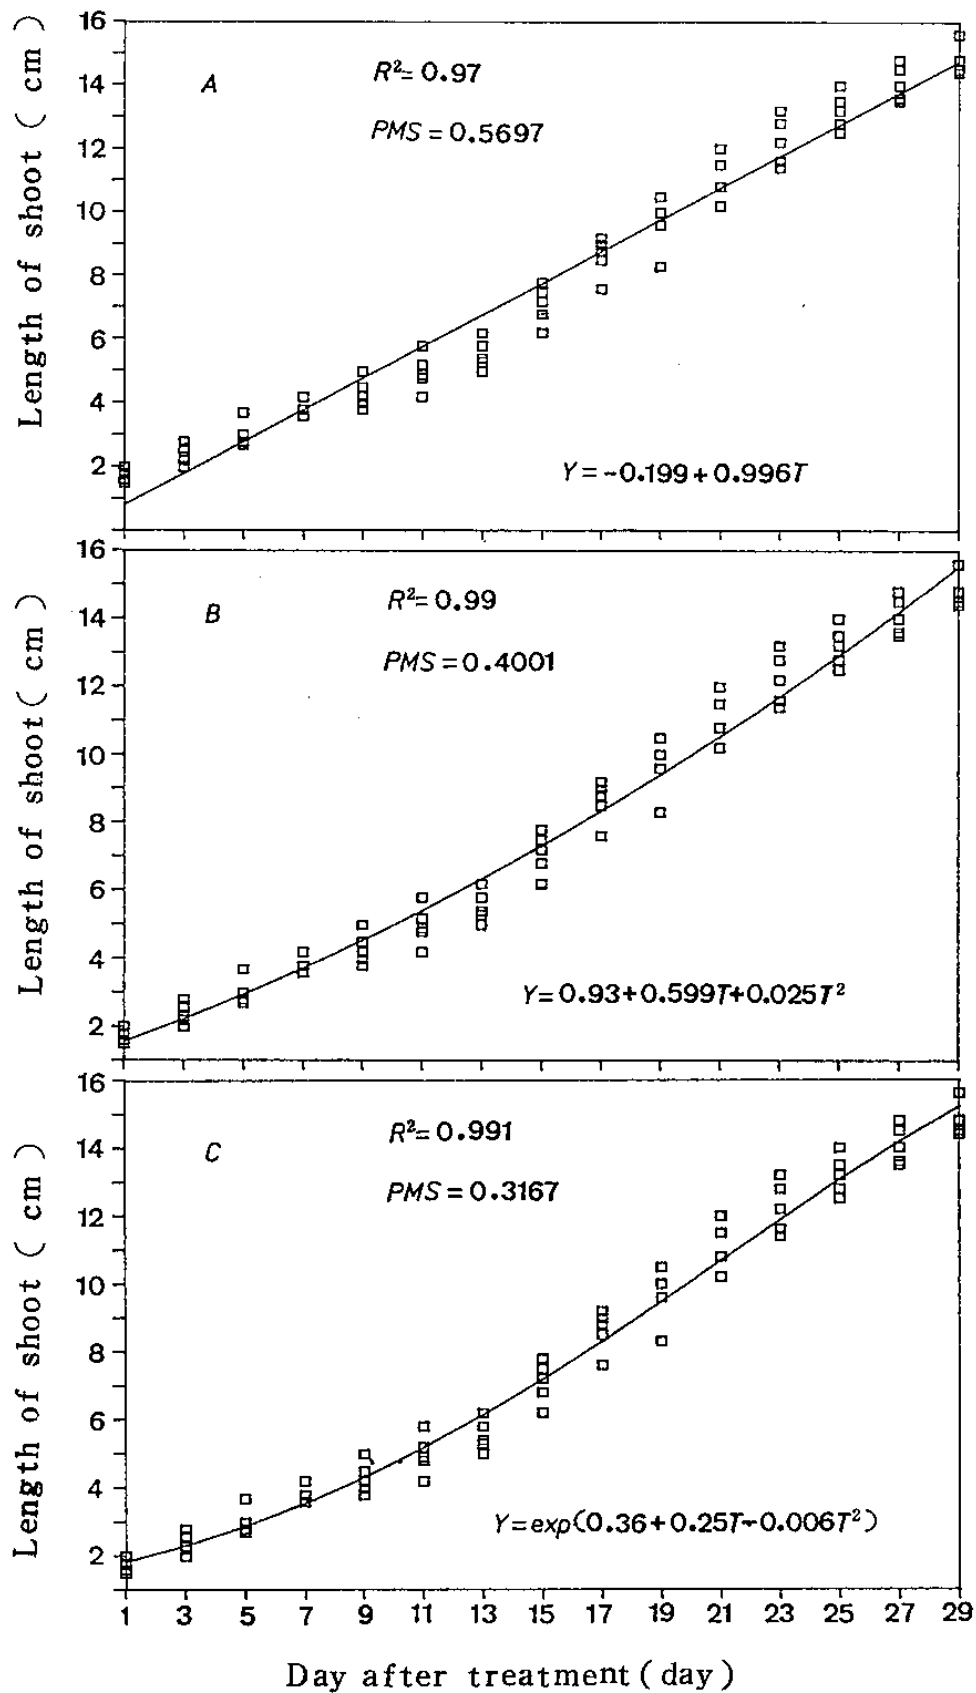 Length of shoot ( cm )
16
14
12
10
8
6
4
2
A
R²= 0.97
PMS = 0.5697
Y = -0.199 + 0.996T
Length of shoot( cm )
16
14
12
10
8
6
4
2
B
R²= 0.99
PMS = 0.4001
Y= 0.93+0.599T+0.025T²
Length of shoot ( cm )
16
14
12
10
8
6
4
2
C
R²= 0.991
PMS = 0.3167
Y=exp(0.36+0.25T-0.006T²)
1 3 5 7 9 11 13 15 17 19 21 23 25 27 29
Day after treatment ( day )